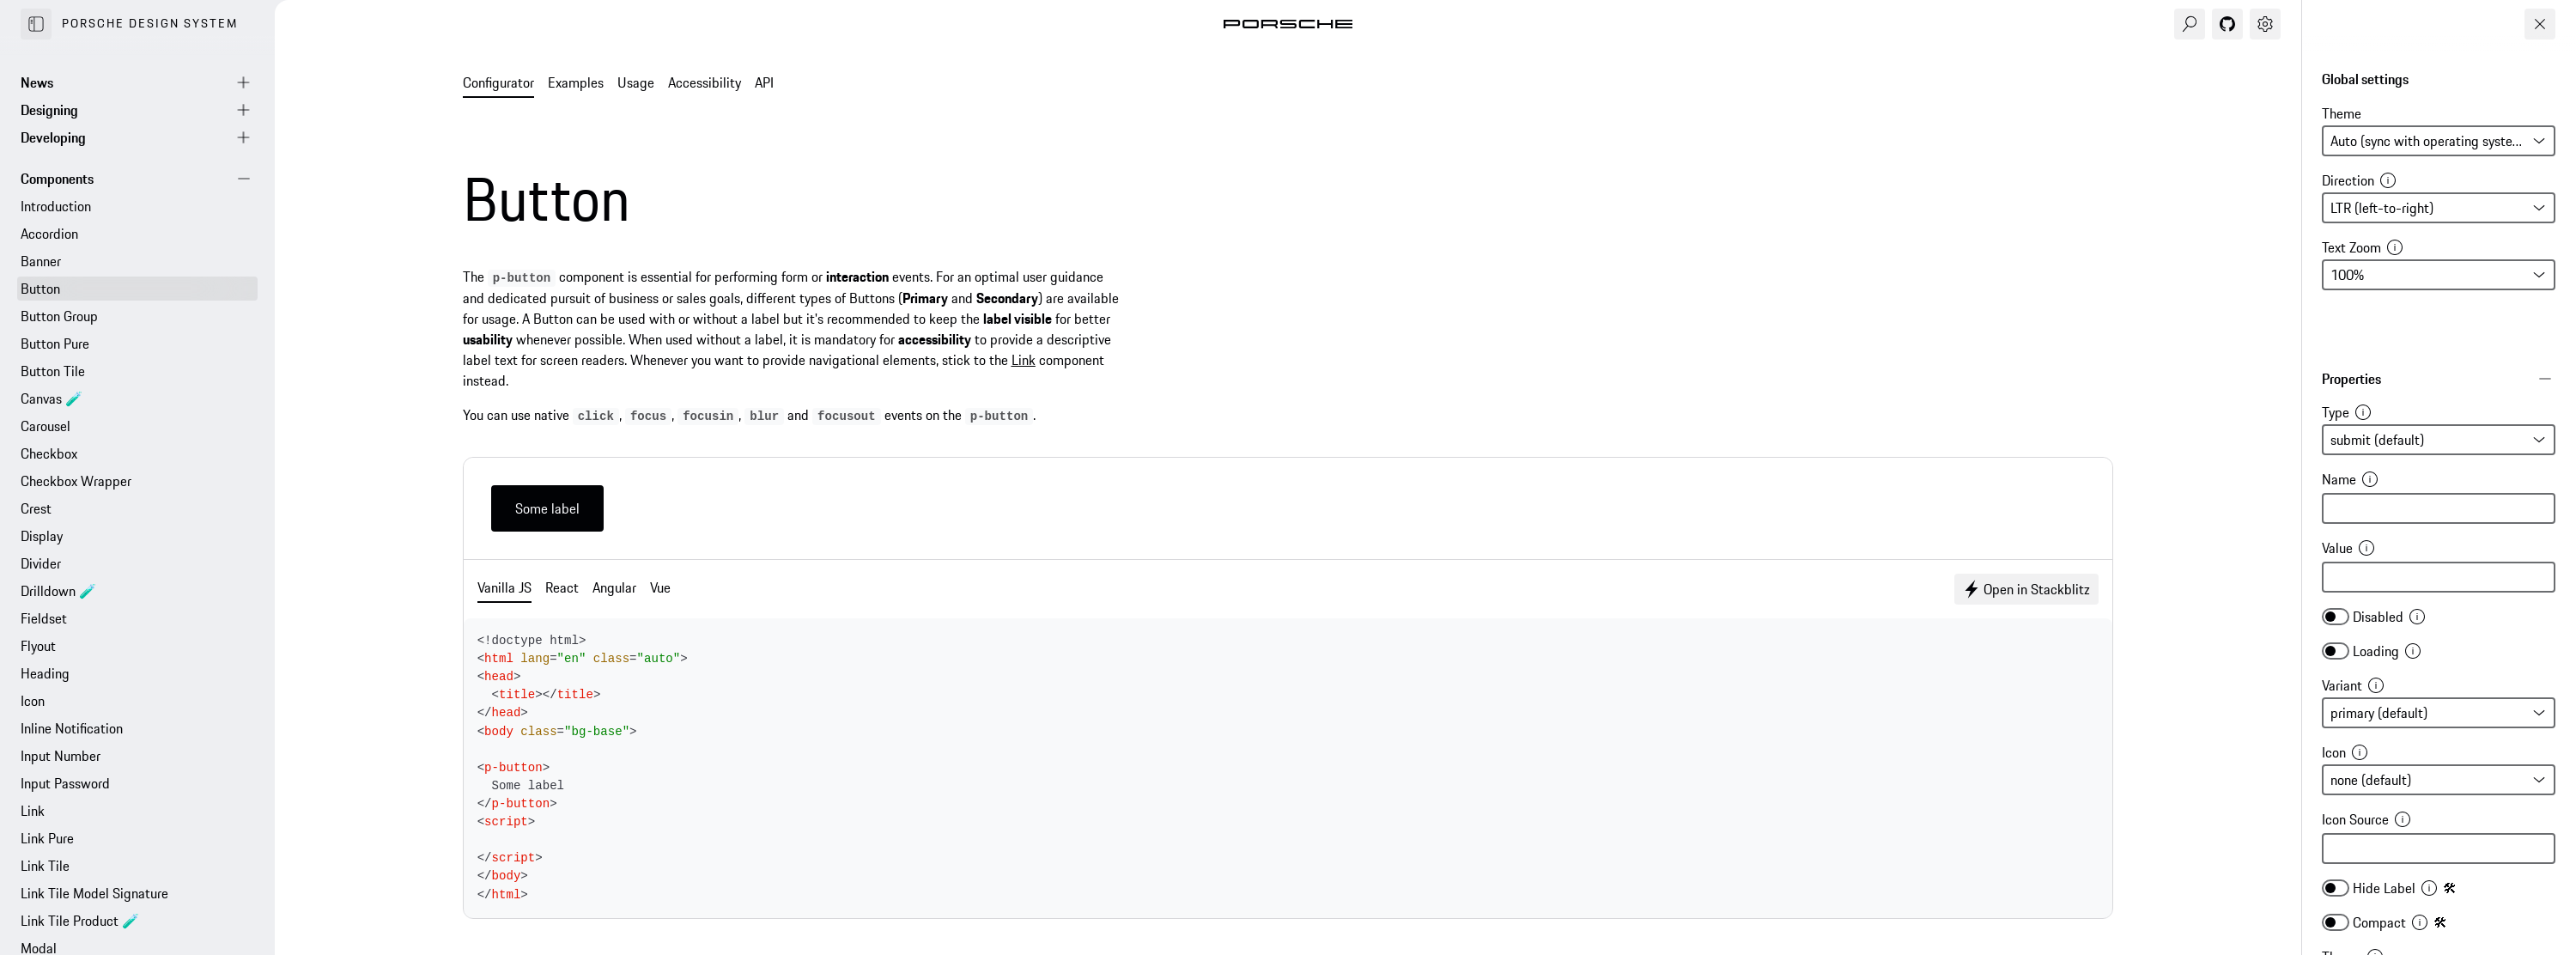 PORSCHE DESIGN SYSTEM
News
Designing
Developing
Components
Introduction
Accordion
Banner
Button
Button Group
Button Pure
Button Tile
Canvas 🧪
Carousel
Checkbox
Checkbox Wrapper
Crest
Display
Divider
Drilldown 🧪
Fieldset
Flyout
Heading
Icon
Inline Notification
Input Number
Input Password
Link
Link Pure
Link Tile
Link Tile Model Signature
Link Tile Product 🧪
Modal
PORSCHE
Configurator Examples Usage Accessibility API
Button
The p-button component is essential for performing form or interaction events. For an optimal user guidance
and dedicated pursuit of business or sales goals, different types of Buttons (Primary and Secondary) are available
for usage. A Button can be used with or without a label but it's recommended to keep the label visible for better
usability whenever possible. When used without a label, it is mandatory for accessibility to provide a descriptive
label text for screen readers. Whenever you want to provide navigational elements, stick to the Link component
instead.
You can use native click, focus, focusin, blur and focusout events on the p-button.
Some label
Vanilla JS React Angular Vue
Open in Stackblitz
<!doctype html>
<html lang="en" class="auto">
<head>
  <title></title>
</head>
<body class="bg-base">
<p-button>
  Some label
</p-button>
<script>
</script>
</body>
</html>
Global settings
Theme
Auto (sync with operating syste...
Direction
LTR (left-to-right)
Text Zoom
100%
Properties
Type
submit (default)
Name
Value
Disabled
Loading
Variant
primary (default)
Icon
none (default)
Icon Source
Hide Label
Compact